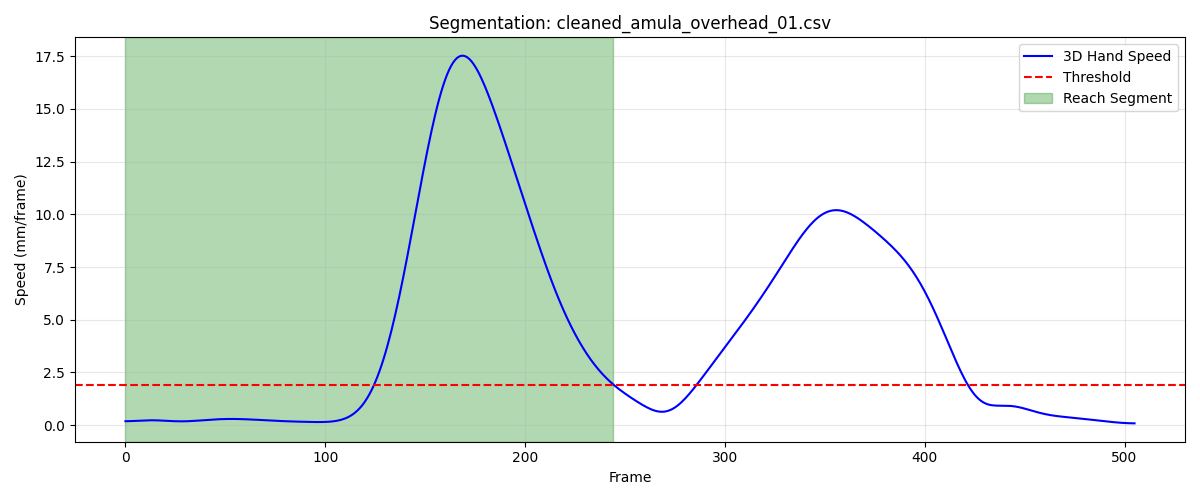 Segmentation: cleaned_amula_overhead_01.csv
3D Hand Speed
Threshold
Reach Segment
Speed (mm/frame)
17.5
15.0
12.5
10.0
7.5
5.0
2.5
0.0
0 100 200 300 400 500
Frame